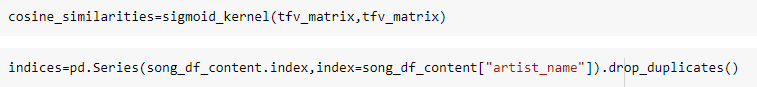 cosine_similarities=sigmoid_kernel(tfv_matrix,tfv_matrix)
indices=pd.Series(song_df_content.index,index=song_df_content["artist_name"]).drop_duplicates()